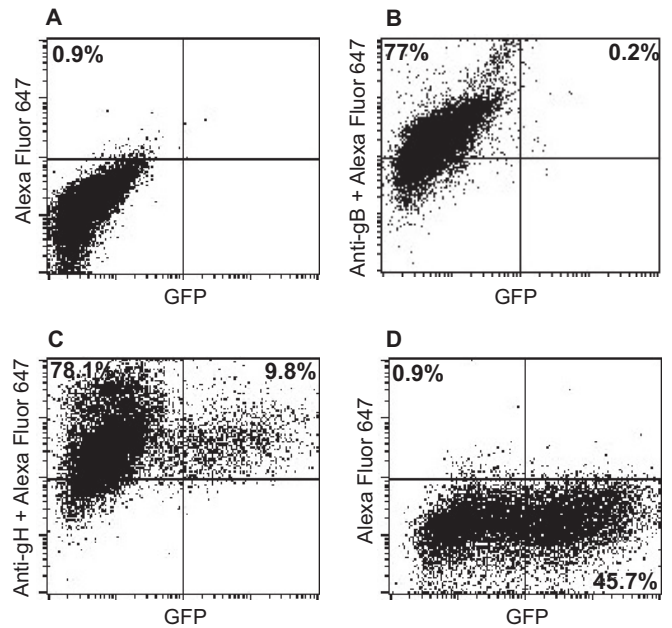 A
0.9%
Alexa Fluor 647
GFP
B
77%
0.2%
Anti-gB + Alexa Fluor 647
GFP
C
78.1%
9.8%
Anti-gH + Alexa Fluor 647
GFP
D
0.9%
45.7%
Alexa Fluor 647
GFP